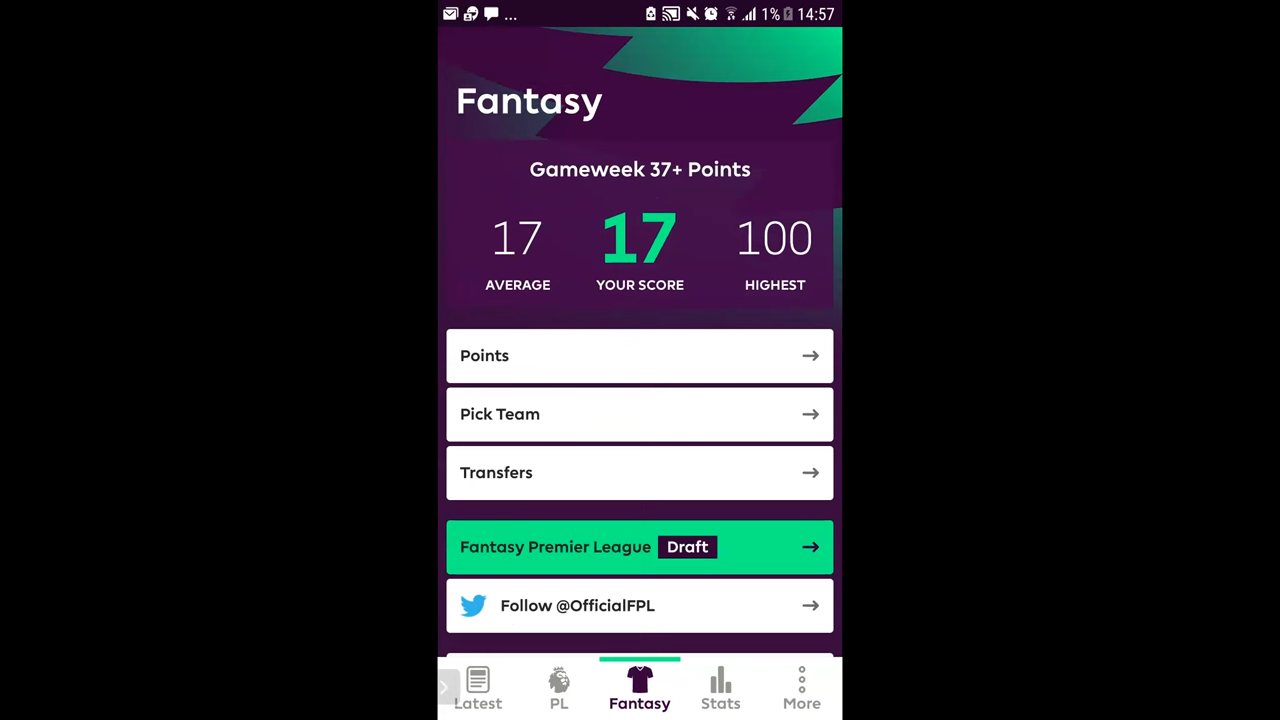 ... 1% 14:57
Fantasy
Gameweek 37+ Points
17 17 100
AVERAGE YOUR SCORE HIGHEST
Points
Pick Team
Transfers
Fantasy Premier League Draft
Follow @OfficialFPL
Latest PL Fantasy Stats More